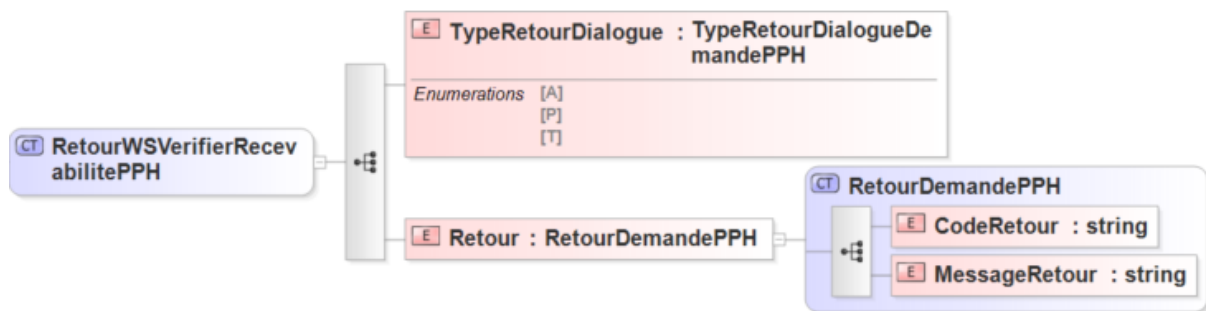 E TypeRetourDialogue : TypeRetourDialogueDe
mandePPH
Enumerations [A]
[P]
[T]
CT RetourWSVerifierRecev
abilitePPH
E Retour : RetourDemandePPH
CT RetourDemandePPH
E CodeRetour : string
E MessageRetour : string